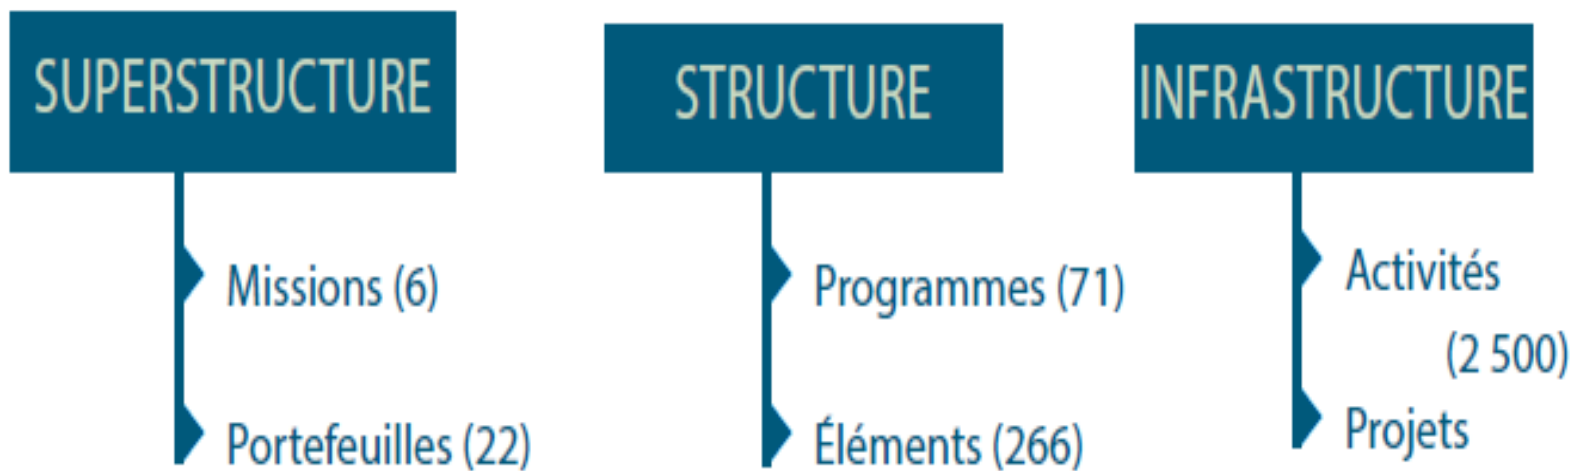 SUPERSTRUCTURE
Missions (6)
Portefeuilles (22)
STRUCTURE
Programmes (71)
Éléments (266)
INFRASTRUCTURE
Activités
(2 500)
Projets